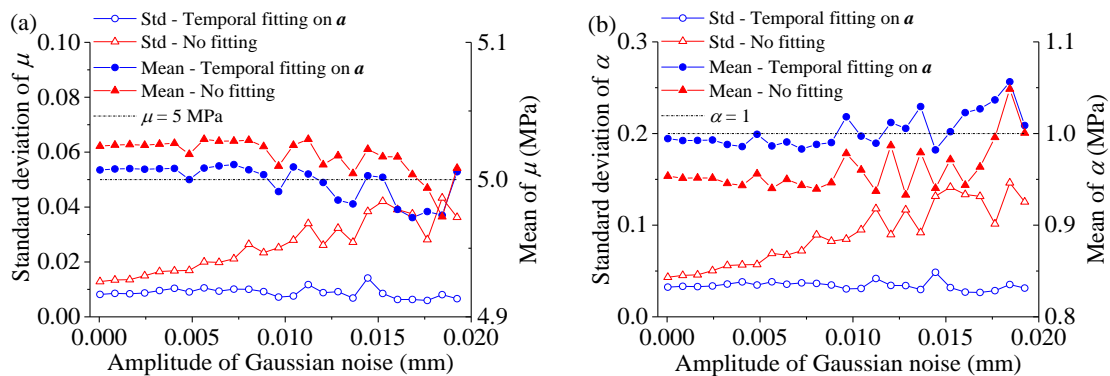 (a)
Std - Temporal fitting on a
Std - No fitting
Mean - Temporal fitting on a
Mean - No fitting
μ = 5 MPa
Standard deviation of μ
0.10
0.08
0.06
0.04
0.02
0.00
5.1
5.0
4.9
Mean of μ (MPa)
0.000
0.005
0.010
0.015
0.020
Amplitude of Gaussian noise (mm)
(b)
Std - Temporal fitting on a
Std - No fitting
Mean - Temporal fitting on a
Mean - No fitting
α = 1
Standard deviation of α
0.3
0.2
0.1
0.0
1.1
1.0
0.9
0.8
Mean of α (MPa)
0.000
0.005
0.010
0.015
0.020
Amplitude of Gaussian noise (mm)